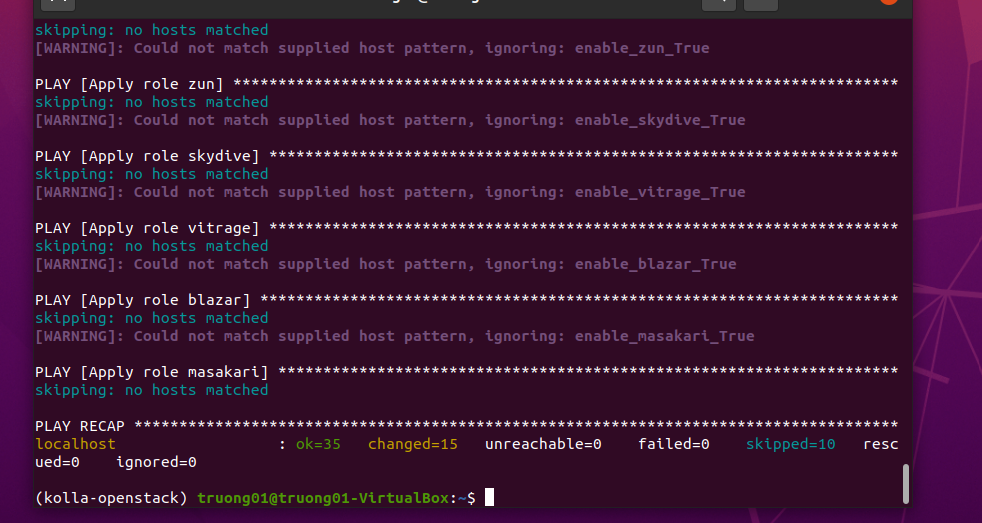 skipping: no hosts matched
[WARNING]: Could not match supplied host pattern, ignoring: enable_zun_True
PLAY [Apply role zun] **************************************************************************
skipping: no hosts matched
[WARNING]: Could not match supplied host pattern, ignoring: enable_skydive_True
PLAY [Apply role skydive] **********************************************************************
skipping: no hosts matched
[WARNING]: Could not match supplied host pattern, ignoring: enable_vitrage_True
PLAY [Apply role vitrage] **********************************************************************
skipping: no hosts matched
[WARNING]: Could not match supplied host pattern, ignoring: enable_blazar_True
PLAY [Apply role blazar] ***********************************************************************
skipping: no hosts matched
[WARNING]: Could not match supplied host pattern, ignoring: enable_masakari_True
PLAY [Apply role masakari] *********************************************************************
skipping: no hosts matched
PLAY RECAP *************************************************************************************
localhost                  : ok=35   changed=15   unreachable=0    failed=0    skipped=10   resc
ued=0    ignored=0
(kolla-openstack) truong01@truong01-VirtualBox:~$